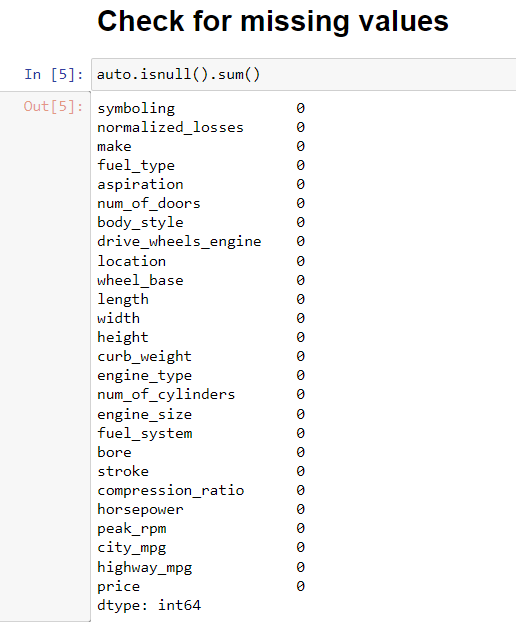 Check for missing values
In [5]: auto.isnull().sum()
Out[5]: symboling 0
normalized_losses 0
make 0
fuel_type 0
aspiration 0
num_of_doors 0
body_style 0
drive_wheels_engine 0
location 0
wheel_base 0
length 0
width 0
height 0
curb_weight 0
engine_type 0
num_of_cylinders 0
engine_size 0
fuel_system 0
bore 0
stroke 0
compression_ratio 0
horsepower 0
peak_rpm 0
city_mpg 0
highway_mpg 0
price 0
dtype: int64